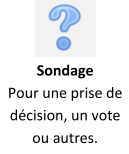 Sondage
Pour une prise de
décision, un vote
ou autres.